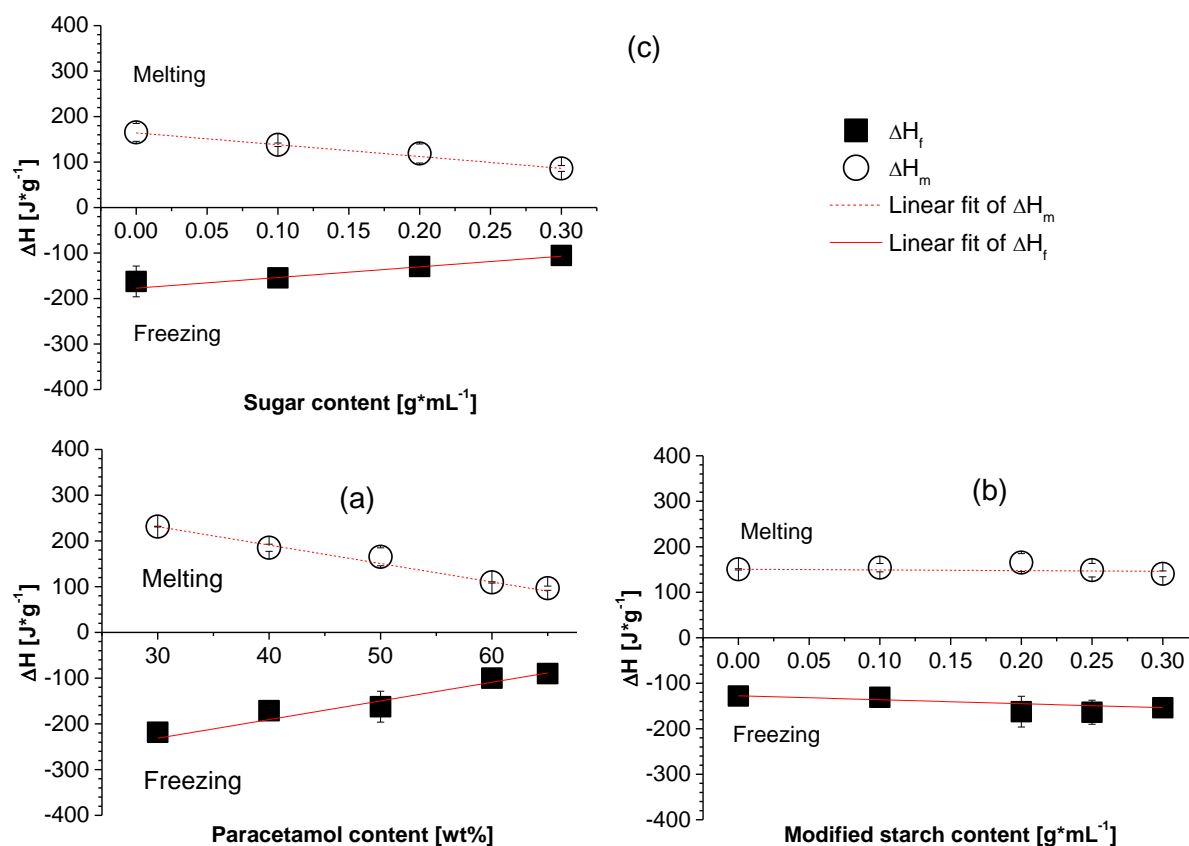 400
300
200
100
0
-100
-200
-300
-400
ΔH [J*g⁻¹]
Melting
Freezing
0.00 0.05 0.10 0.15 0.20 0.25 0.30
Sugar content [g*mL⁻¹]
(c)
ΔH_f
ΔH_m
Linear fit of ΔH_m
Linear fit of ΔH_f
400
300
200
100
0
-100
-200
-300
-400
ΔH [J*g⁻¹]
(a)
Melting
30 40 50 60
Freezing
Paracetamol content [wt%]
400
300
200
100
0
-100
-200
-300
-400
ΔH [J*g⁻¹]
(b)
Melting
0.00 0.05 0.10 0.15 0.20 0.25 0.30
Freezing
Modified starch content [g*mL⁻¹]